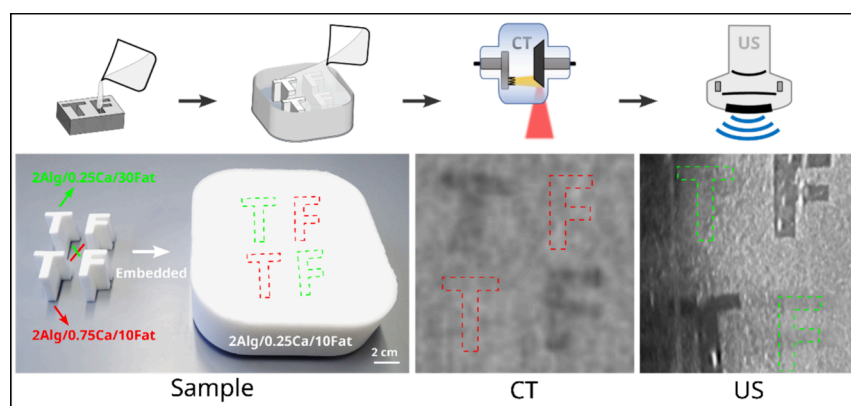 T F
CT
US
2Alg/0.25Ca/30Fat
T F
T F
Embedded
2Alg/0.75Ca/10Fat
T F
T F
2Alg/0.25Ca/10Fat
2 cm
T F
T F
T F
T F
Sample
CT
US